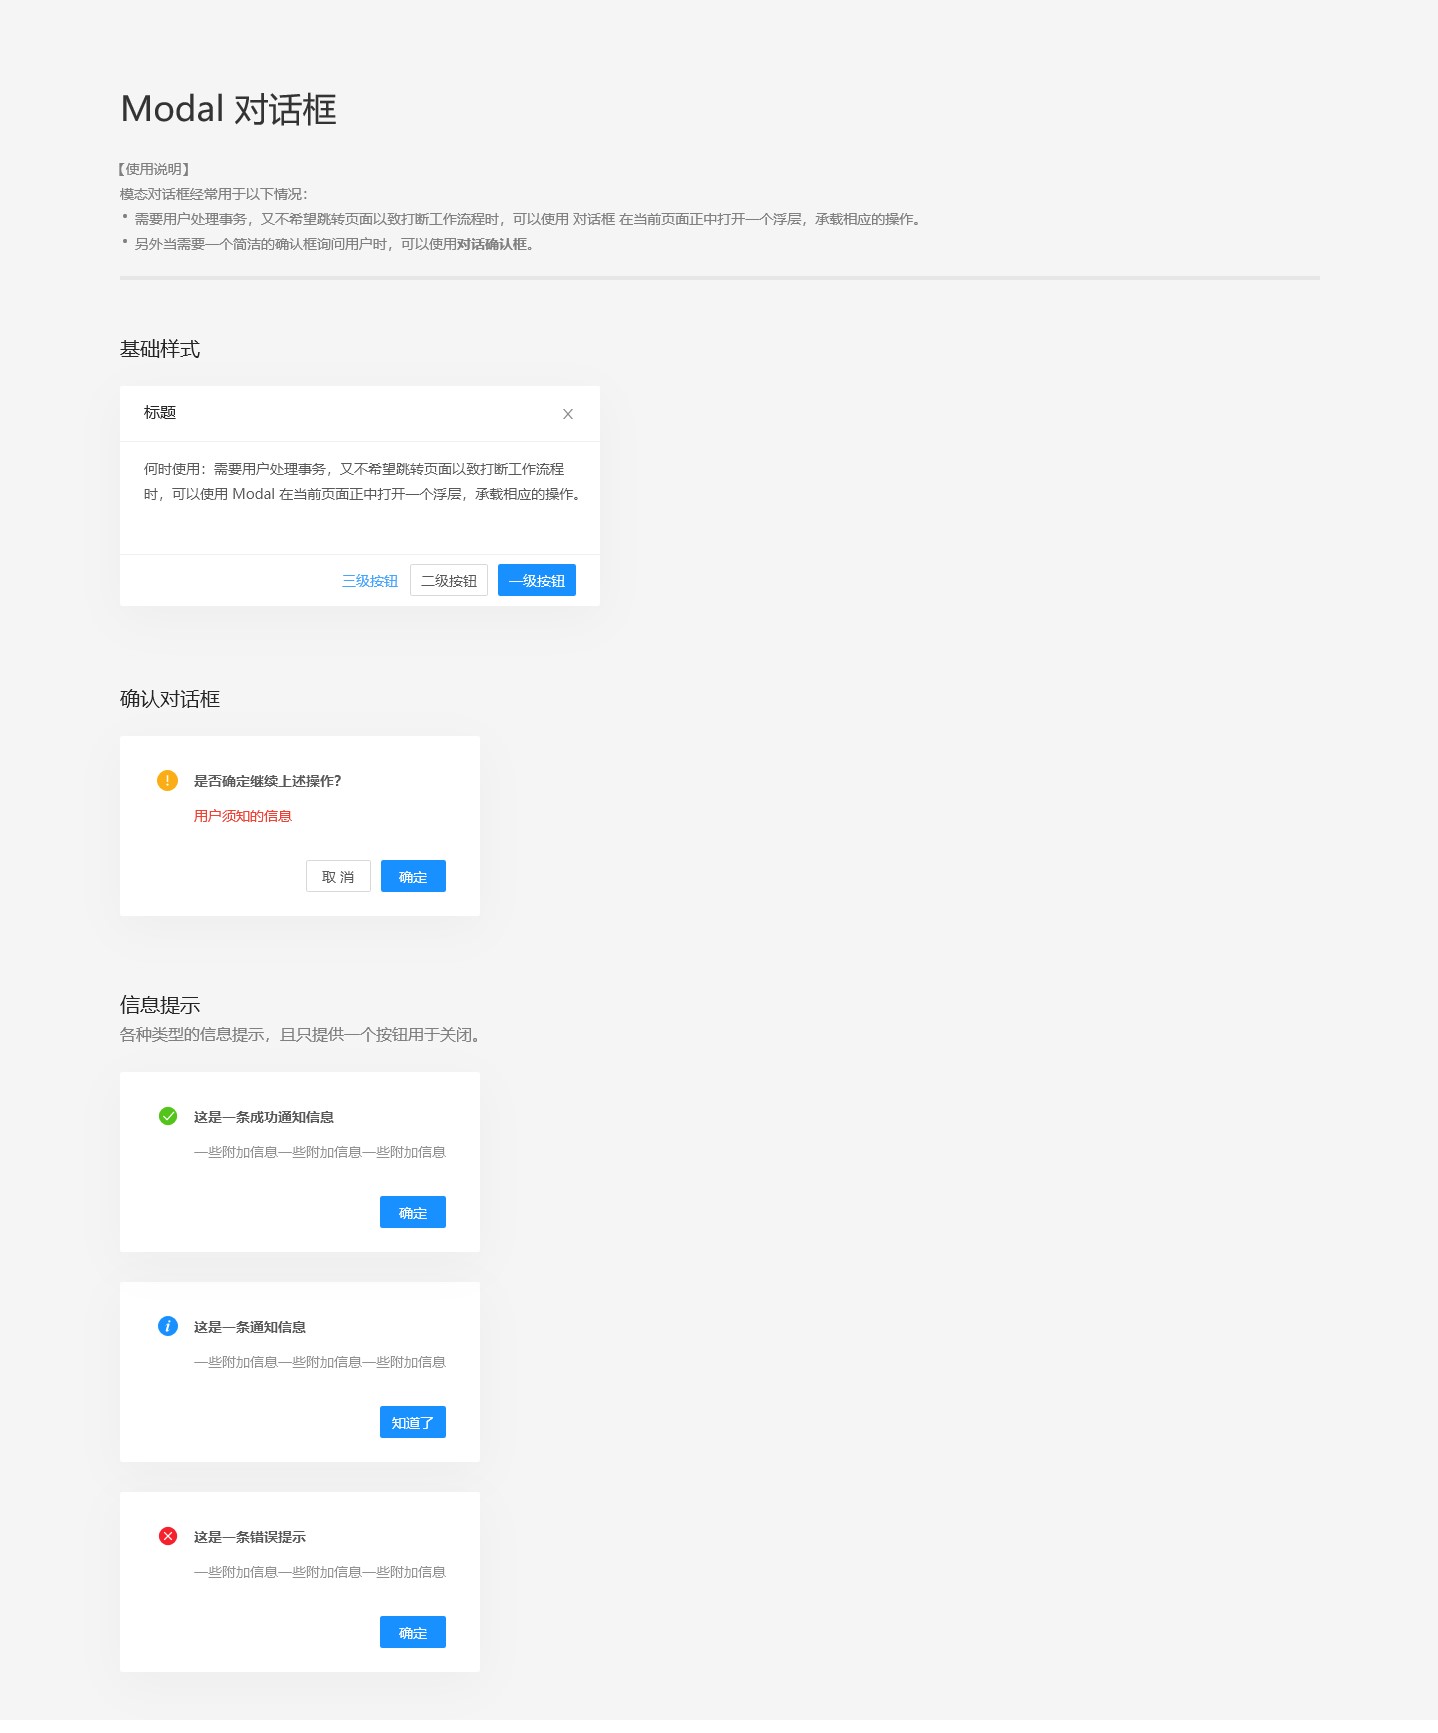 Modal 对话框
【使用说明】
模态对话框经常用于以下情况：
• 需要用户处理事务，又不希望跳转页面以致打断工作流程时，可以使用 对话框 在当前页面正中打开一个浮层，承载相应的操作。
• 另外当需要一个简洁的确认框询问用户时，可以使用对话确认框。
基础样式
标题
何时使用：需要用户处理事务，又不希望跳转页面以致打断工作流程
时，可以使用 Modal 在当前页面正中打开一个浮层，承载相应的操作。
三级按钮 二级按钮 一级按钮
确认对话框
是否确定继续上述操作?
用户须知的信息
取 消 确定
信息提示
各种类型的信息提示，且只提供一个按钮用于关闭。
这是一条成功通知信息
一些附加信息一些附加信息一些附加信息
确定
这是一条通知信息
一些附加信息一些附加信息一些附加信息
知道了
这是一条错误提示
一些附加信息一些附加信息一些附加信息
确定